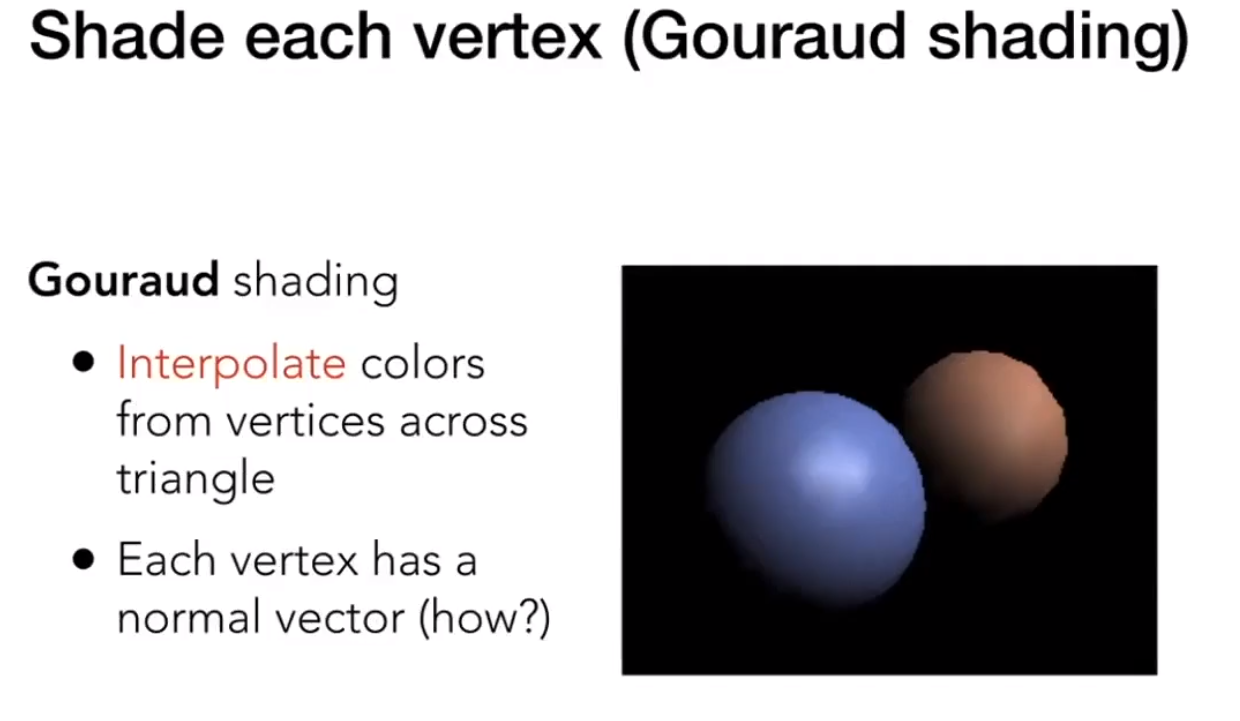 Shade each vertex (Gouraud shading)
Gouraud shading
● Interpolate colors
from vertices across
triangle
● Each vertex has a
normal vector (how?)